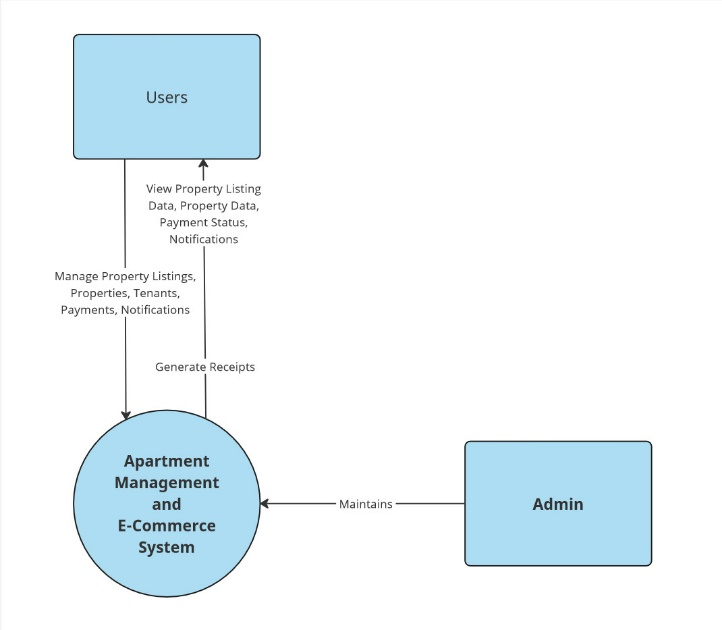 Users
View Property Listing
Data, Property Data,
Payment Status,
Notifications
Manage Property Listings,
Properties, Tenants,
Payments, Notifications
Generate Receipts
Apartment
Management
and
E-Commerce
System
Maintains
Admin